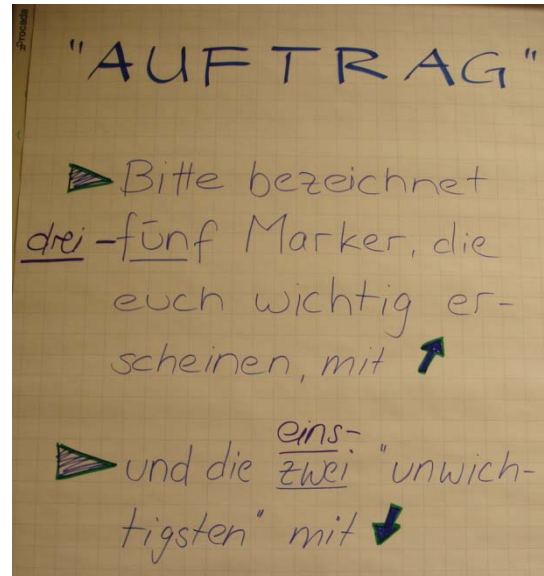 "AUFTRAG"
Bitte bezeichnet
drei-fünf Marker, die
euch wichtig er-
scheinen, mit
eins-
und die zwei "unwich-
tigsten" mit